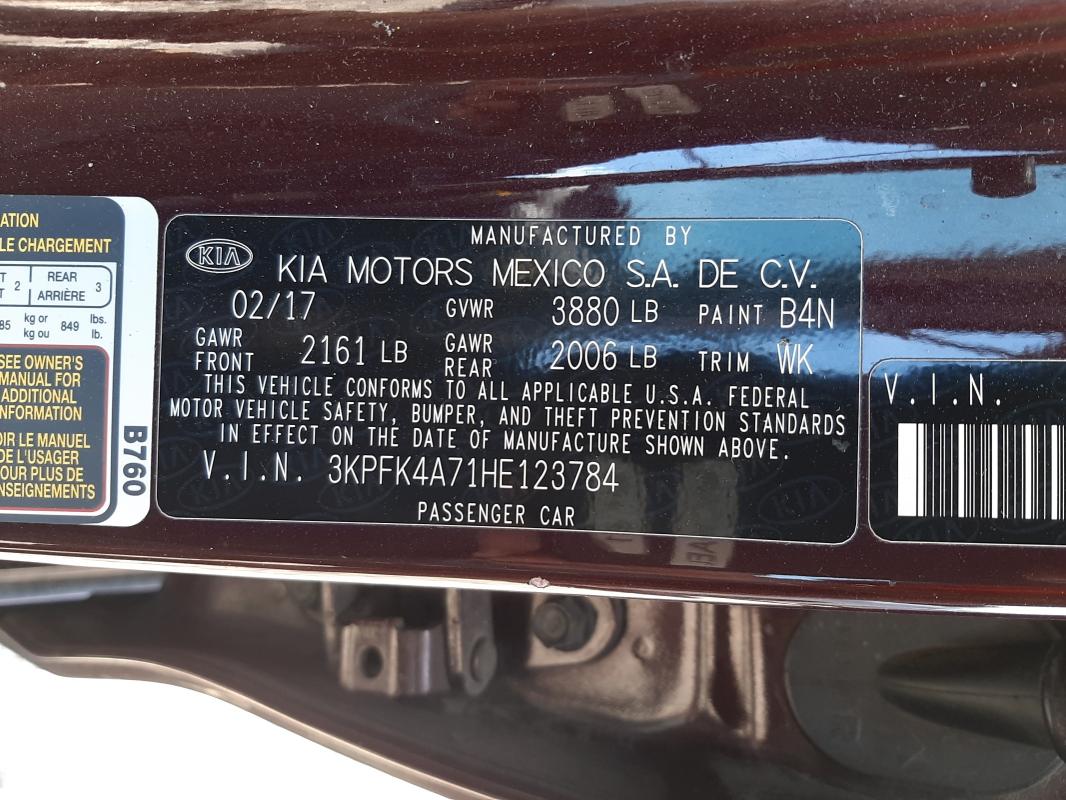 ATION
LE CHARGEMENT
T 2 REAR 3
T ARRIÈRE
85 kg or 849 lbs.
kg ou lb.
SEE OWNER'S
MANUAL FOR
ADDITIONAL
INFORMATION
OIR LE MANUEL
DE L'USAGER
POUR PLUS DE
NSEIGNEMENTS
B760
KIA
MANUFACTURED BY
KIA MOTORS MEXICO S.A. DE C.V.
02/17 GVWR 3880 LB PAINT B4N
GAWR FRONT 2161 LB GAWR REAR 2006 LB TRIM WK
THIS VEHICLE CONFORMS TO ALL APPLICABLE U.S.A. FEDERAL
MOTOR VEHICLE SAFETY, BUMPER, AND THEFT PREVENTION STANDARDS
IN EFFECT ON THE DATE OF MANUFACTURE SHOWN ABOVE.
V.I.N. 3KPFK4A71HE123784
PASSENGER CAR
V.I.N.